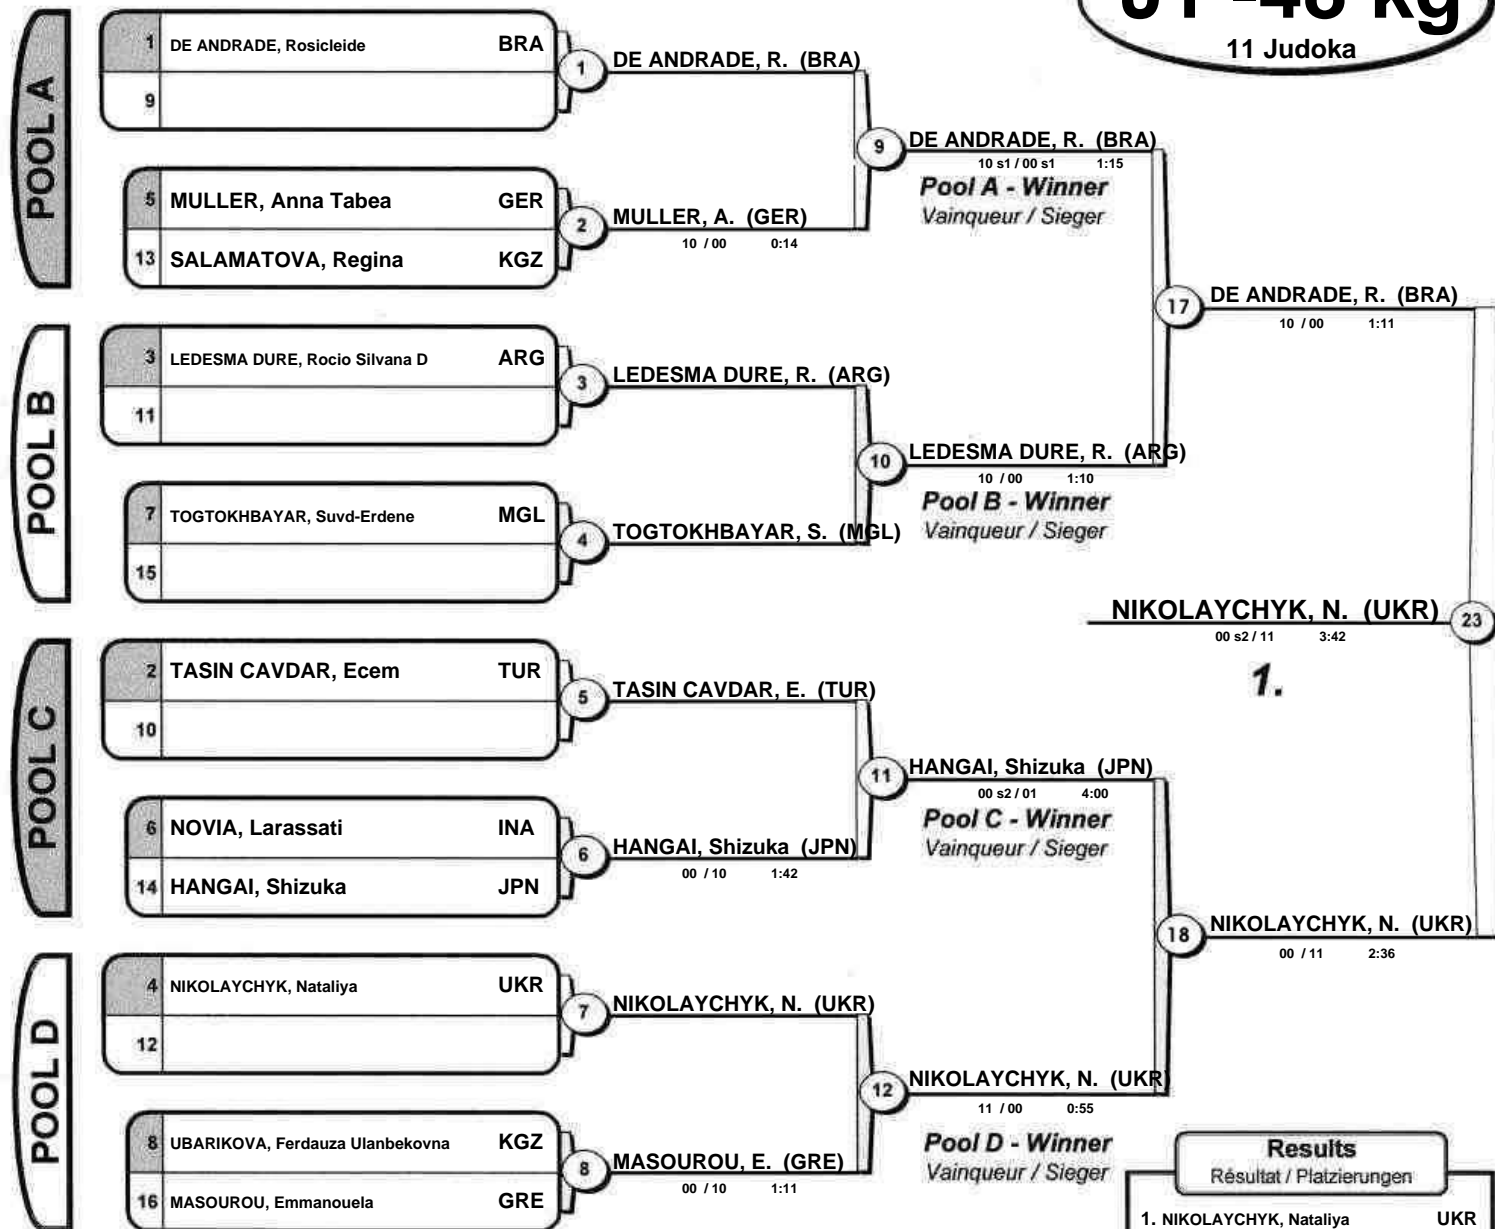 -48 kg
11 Judoka
POOL A
1 DE ANDRADE, Rosicleide BRA
9
5 MULLER, Anna Tabea GER
13 SALAMATOVA, Regina KGZ
1 DE ANDRADE, R. (BRA)
2 MULLER, A. (GER)
10 / 00 0:14
9 DE ANDRADE, R. (BRA)
10 s1 / 00 s1 1:15
Pool A - Winner
Vainqueur / Sieger
POOL B
3 LEDESMA DURE, Rocio Silvana D ARG
11
7 TOGTOKHBAYAR, Suvd-Erdene MGL
15
3 LEDESMA DURE, R. (ARG)
4 TOGTOKHBAYAR, S. (MGL)
10 LEDESMA DURE, R. (ARG)
10 / 00 1:10
Pool B - Winner
Vainqueur / Sieger
17 DE ANDRADE, R. (BRA)
10 / 00 1:11
NIKOLAYCHYK, N. (UKR) 23
00 s2 / 11 3:42
1.
POOL C
2 TASIN CAVDAR, Ecem TUR
10
6 NOVIA, Larassati INA
14 HANGAI, Shizuka JPN
5 TASIN CAVDAR, E. (TUR)
6 HANGAI, Shizuka (JPN)
00 / 10 1:42
11 HANGAI, Shizuka (JPN)
00 s2 / 01 4:00
Pool C - Winner
Vainqueur / Sieger
POOL D
4 NIKOLAYCHYK, Nataliya UKR
12
8 UBARIKOVA, Ferdauza Ulanbekovna KGZ
16 MASOUROU, Emmanouela GRE
7 NIKOLAYCHYK, N. (UKR)
8 MASOUROU, E. (GRE)
00 / 10 1:11
12 NIKOLAYCHYK, N. (UKR)
11 / 00 0:55
Pool D - Winner
Vainqueur / Sieger
18 NIKOLAYCHYK, N. (UKR)
00 / 11 2:36
Results
Résultat / Platzierungen
1. NIKOLAYCHYK, Nataliya UKR